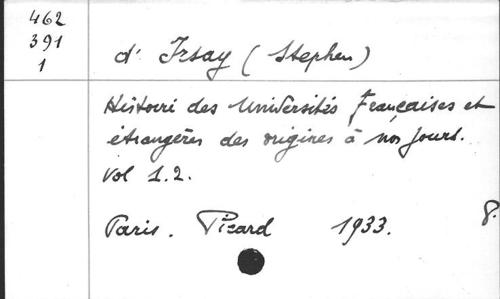 462
391
1
d' Irsay (Stephen)
Histoire des Universités françaises et
étrangères des origines à nos jours.
Vol 1.2.
Paris. Picard 1933. 8.